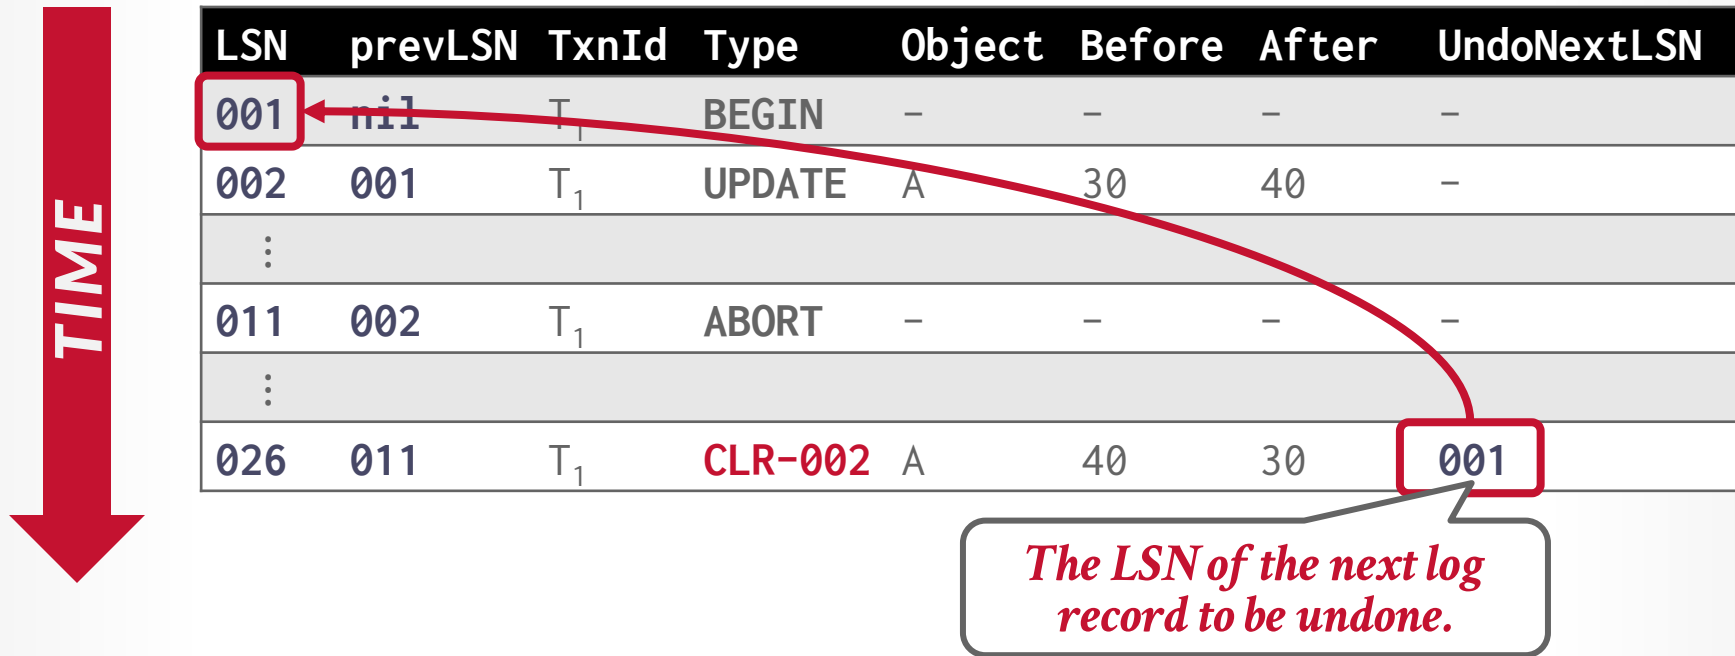 TIME
LSN prevLSN TxnId Type Object Before After UndoNextLSN
001 nil T1 BEGIN - - - -
002 001 T1 UPDATE A 30 40 -
⋮
011 002 T1 ABORT - - - -
⋮
026 011 T1 CLR-002 A 40 30 001
The LSN of the next log
record to be undone.